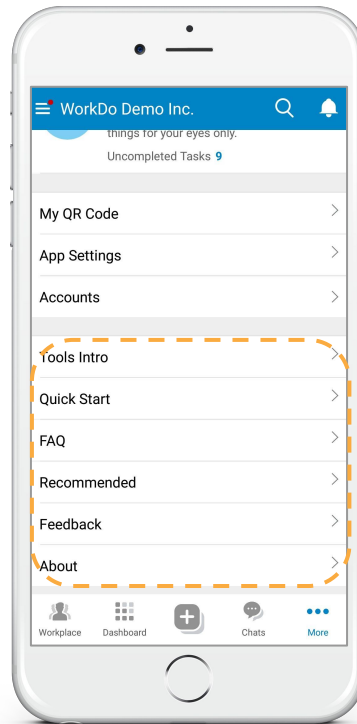 WorkDo Demo Inc.
things for your eyes only.
Uncompleted Tasks 9
My QR Code
App Settings
Accounts
Tools Intro
Quick Start
FAQ
Recommended
Feedback
About
Workplace Dashboard Chats More